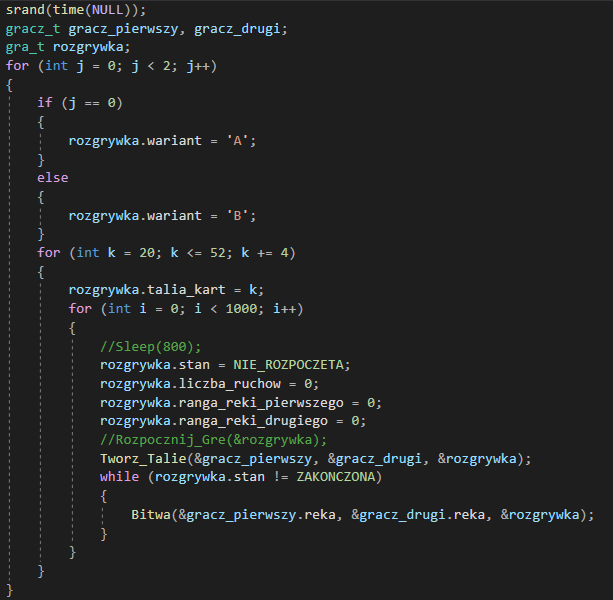 srand(time(NULL));
gracz_t gracz_pierwszy, gracz_drugi;
gra_t rozgrywka;
for (int j = 0; j < 2; j++)
{
    if (j == 0)
    {
        rozgrywka.wariant = 'A';
    }
    else
    {
        rozgrywka.wariant = 'B';
    }
    for (int k = 20; k <= 52; k += 4)
    {
        rozgrywka.talia_kart = k;
        for (int i = 0; i < 1000; i++)
        {
            //Sleep(800);
            rozgrywka.stan = NIE_ROZPOCZETA;
            rozgrywka.liczba_ruchow = 0;
            rozgrywka.ranga_reki_pierwszego = 0;
            rozgrywka.ranga_reki_drugiego = 0;
            //Rozpocznij_Gre(&rozgrywka);
            Tworz_Talie(&gracz_pierwszy, &gracz_drugi, &rozgrywka);
            while (rozgrywka.stan != ZAKONCZONA)
            {
                Bitwa(&gracz_pierwszy.reka, &gracz_drugi.reka, &rozgrywka);
            }
        }
    }
}